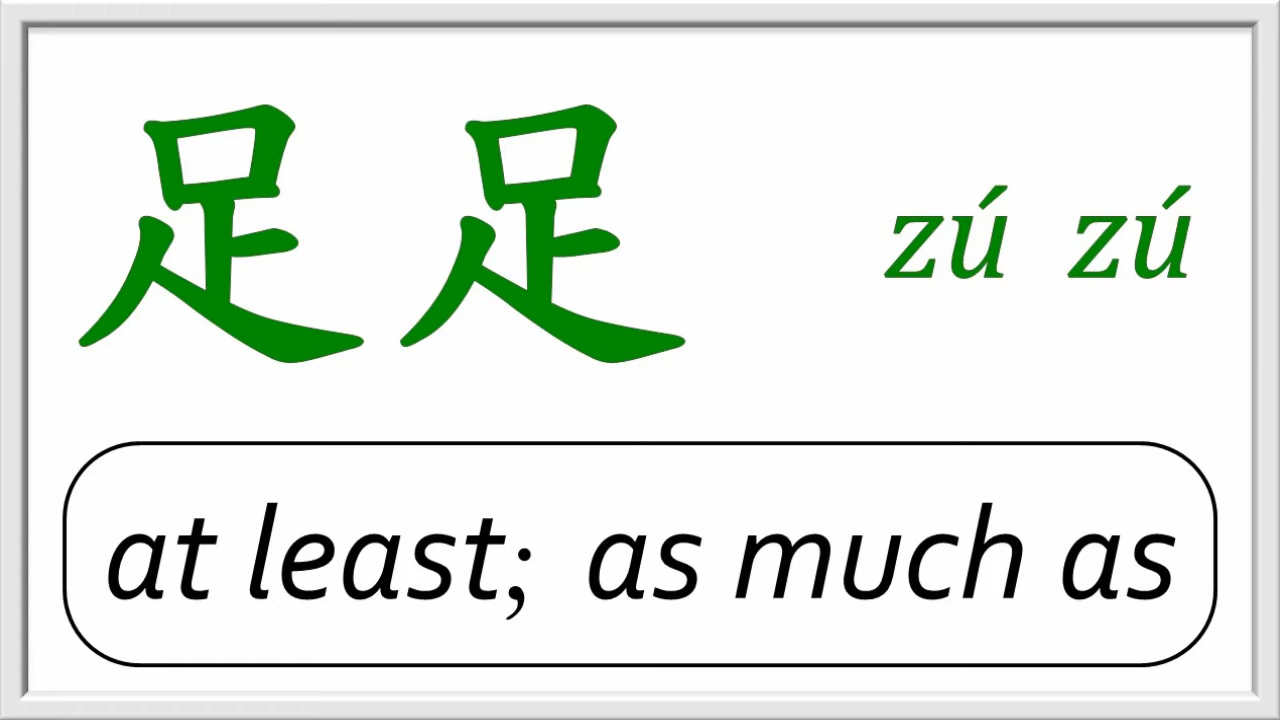 足足 zú zú
at least; as much as